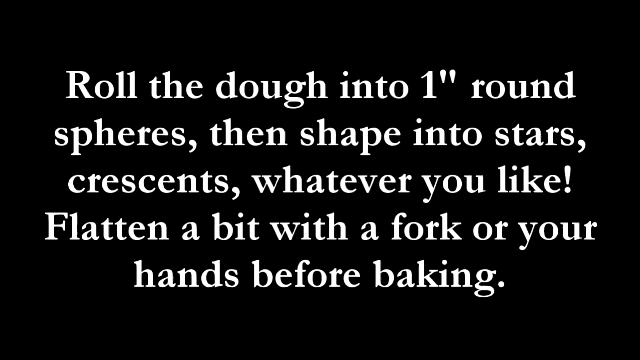 Roll the dough into 1" round
spheres, then shape into stars,
crescents, whatever you like!
Flatten a bit with a fork or your
hands before baking.